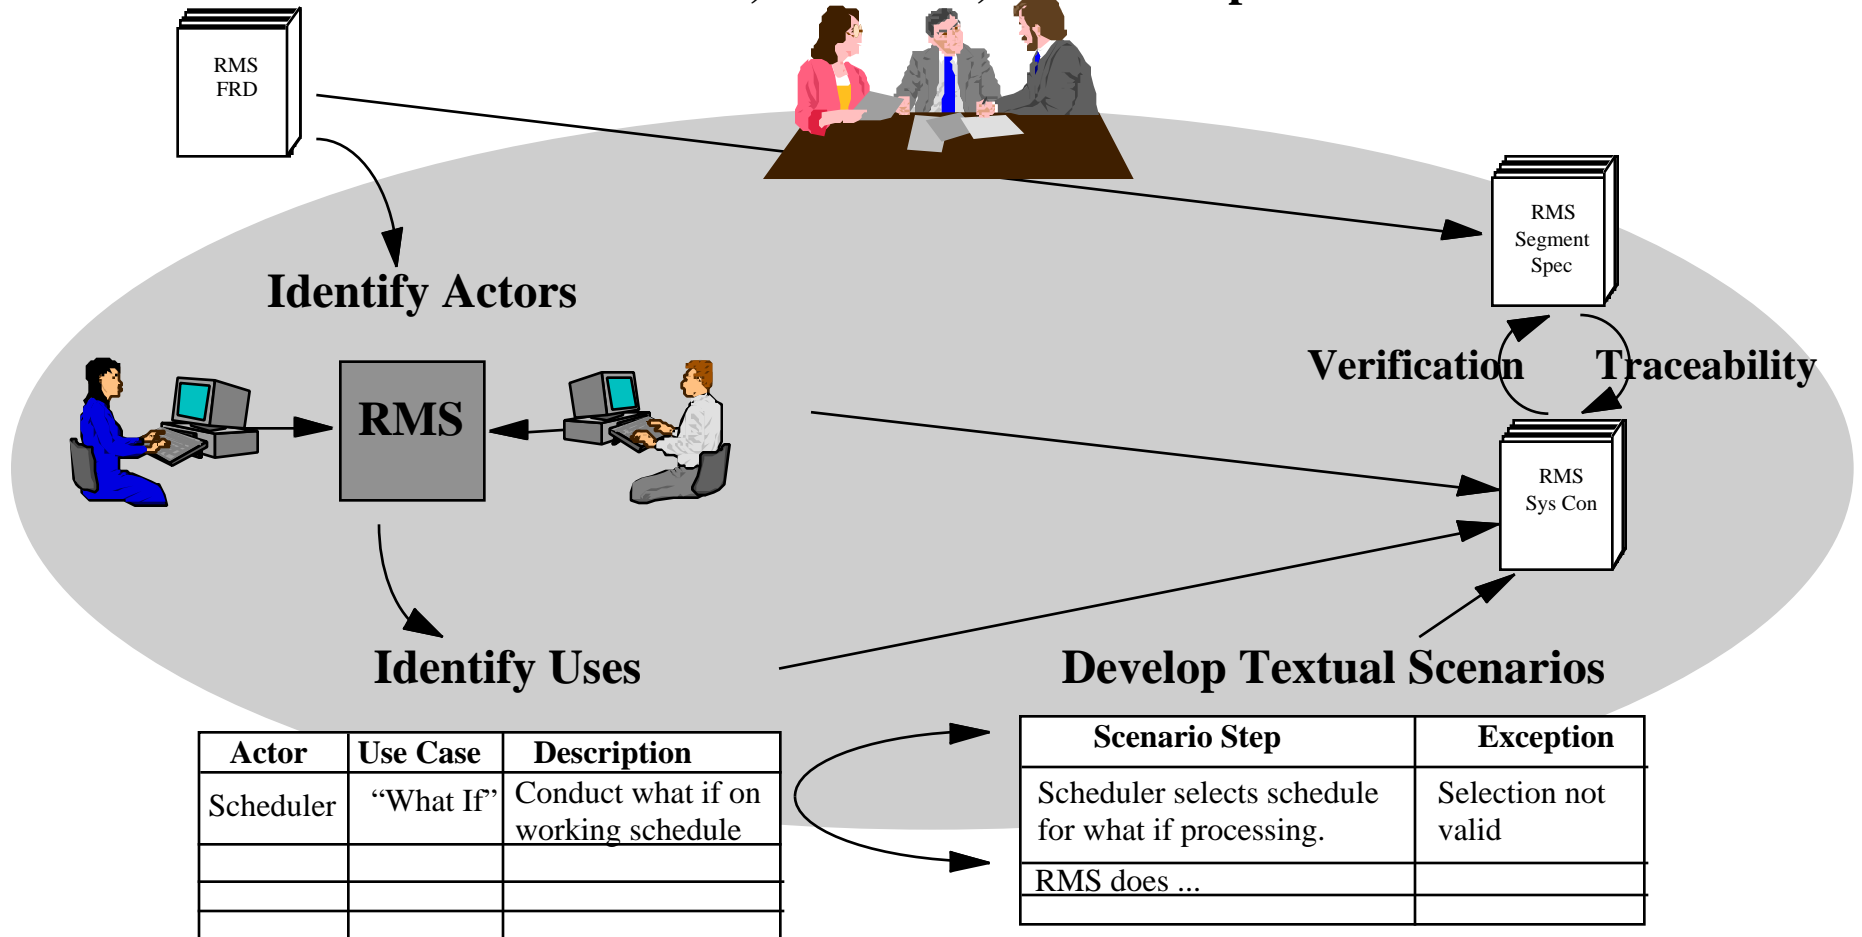 RMS
FRD
RMS
Segment
Spec
Identify Actors
Verification
Traceability
RMS
RMS
Sys Con
Identify Uses
Develop Textual Scenarios
Actor Use Case Description
Scheduler “What If” Conduct what if on
working schedule
Scenario Step Exception
Scheduler selects schedule
for what if processing.
Selection not
valid
RMS does ...